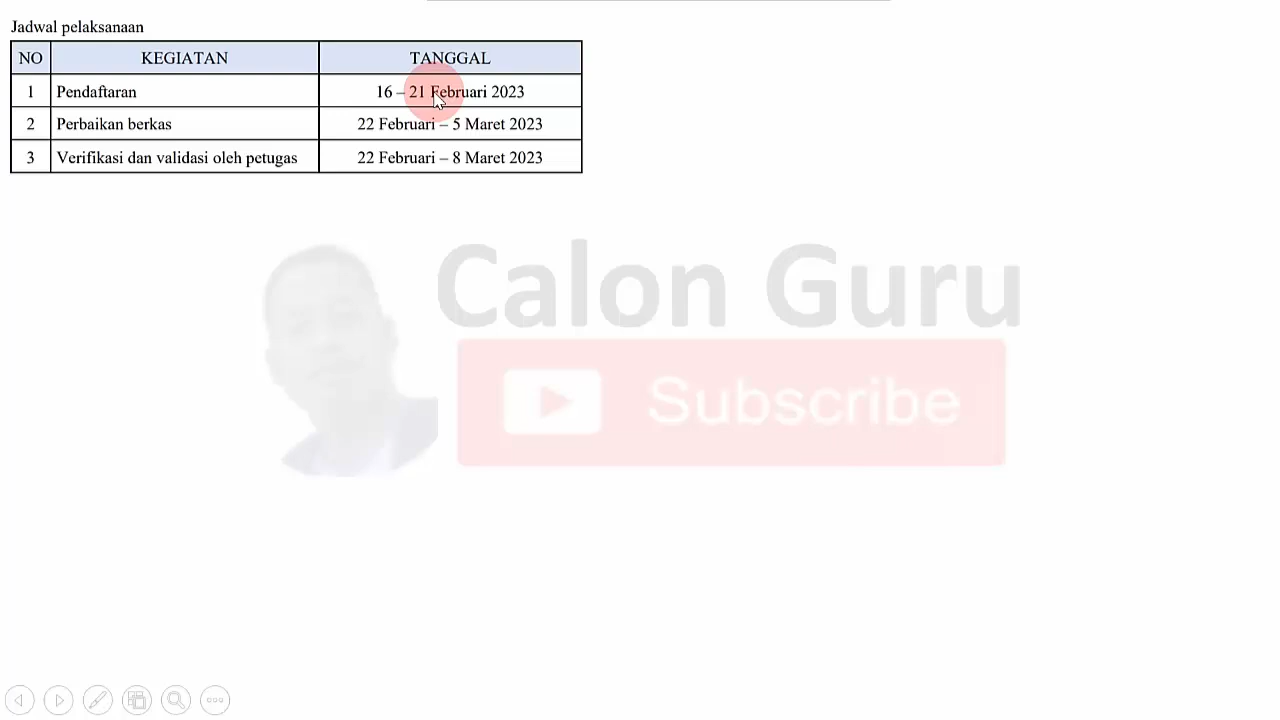 Jadwal pelaksanaan
NO KEGIATAN TANGGAL
1 Pendaftaran 16 – 21 Februari 2023
2 Perbaikan berkas 22 Februari – 5 Maret 2023
3 Verifikasi dan validasi oleh petugas 22 Februari – 8 Maret 2023
Calon Guru
Subscribe